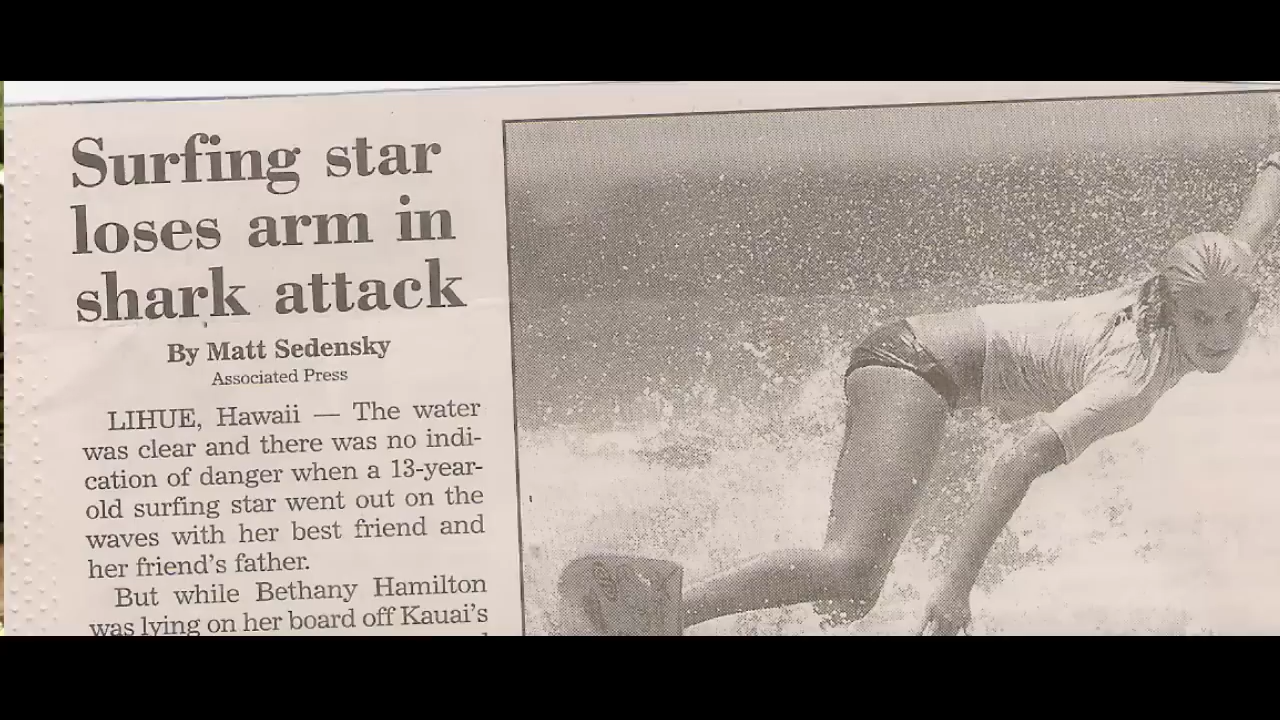 Surfing star
loses arm in
shark attack
By Matt Sedensky
Associated Press
LIHUE, Hawaii — The water
was clear and there was no indi-
cation of danger when a 13-year-
old surfing star went out on the
waves with her best friend and
her friend's father.
But while Bethany Hamilton
was lying on her board off Kauai's